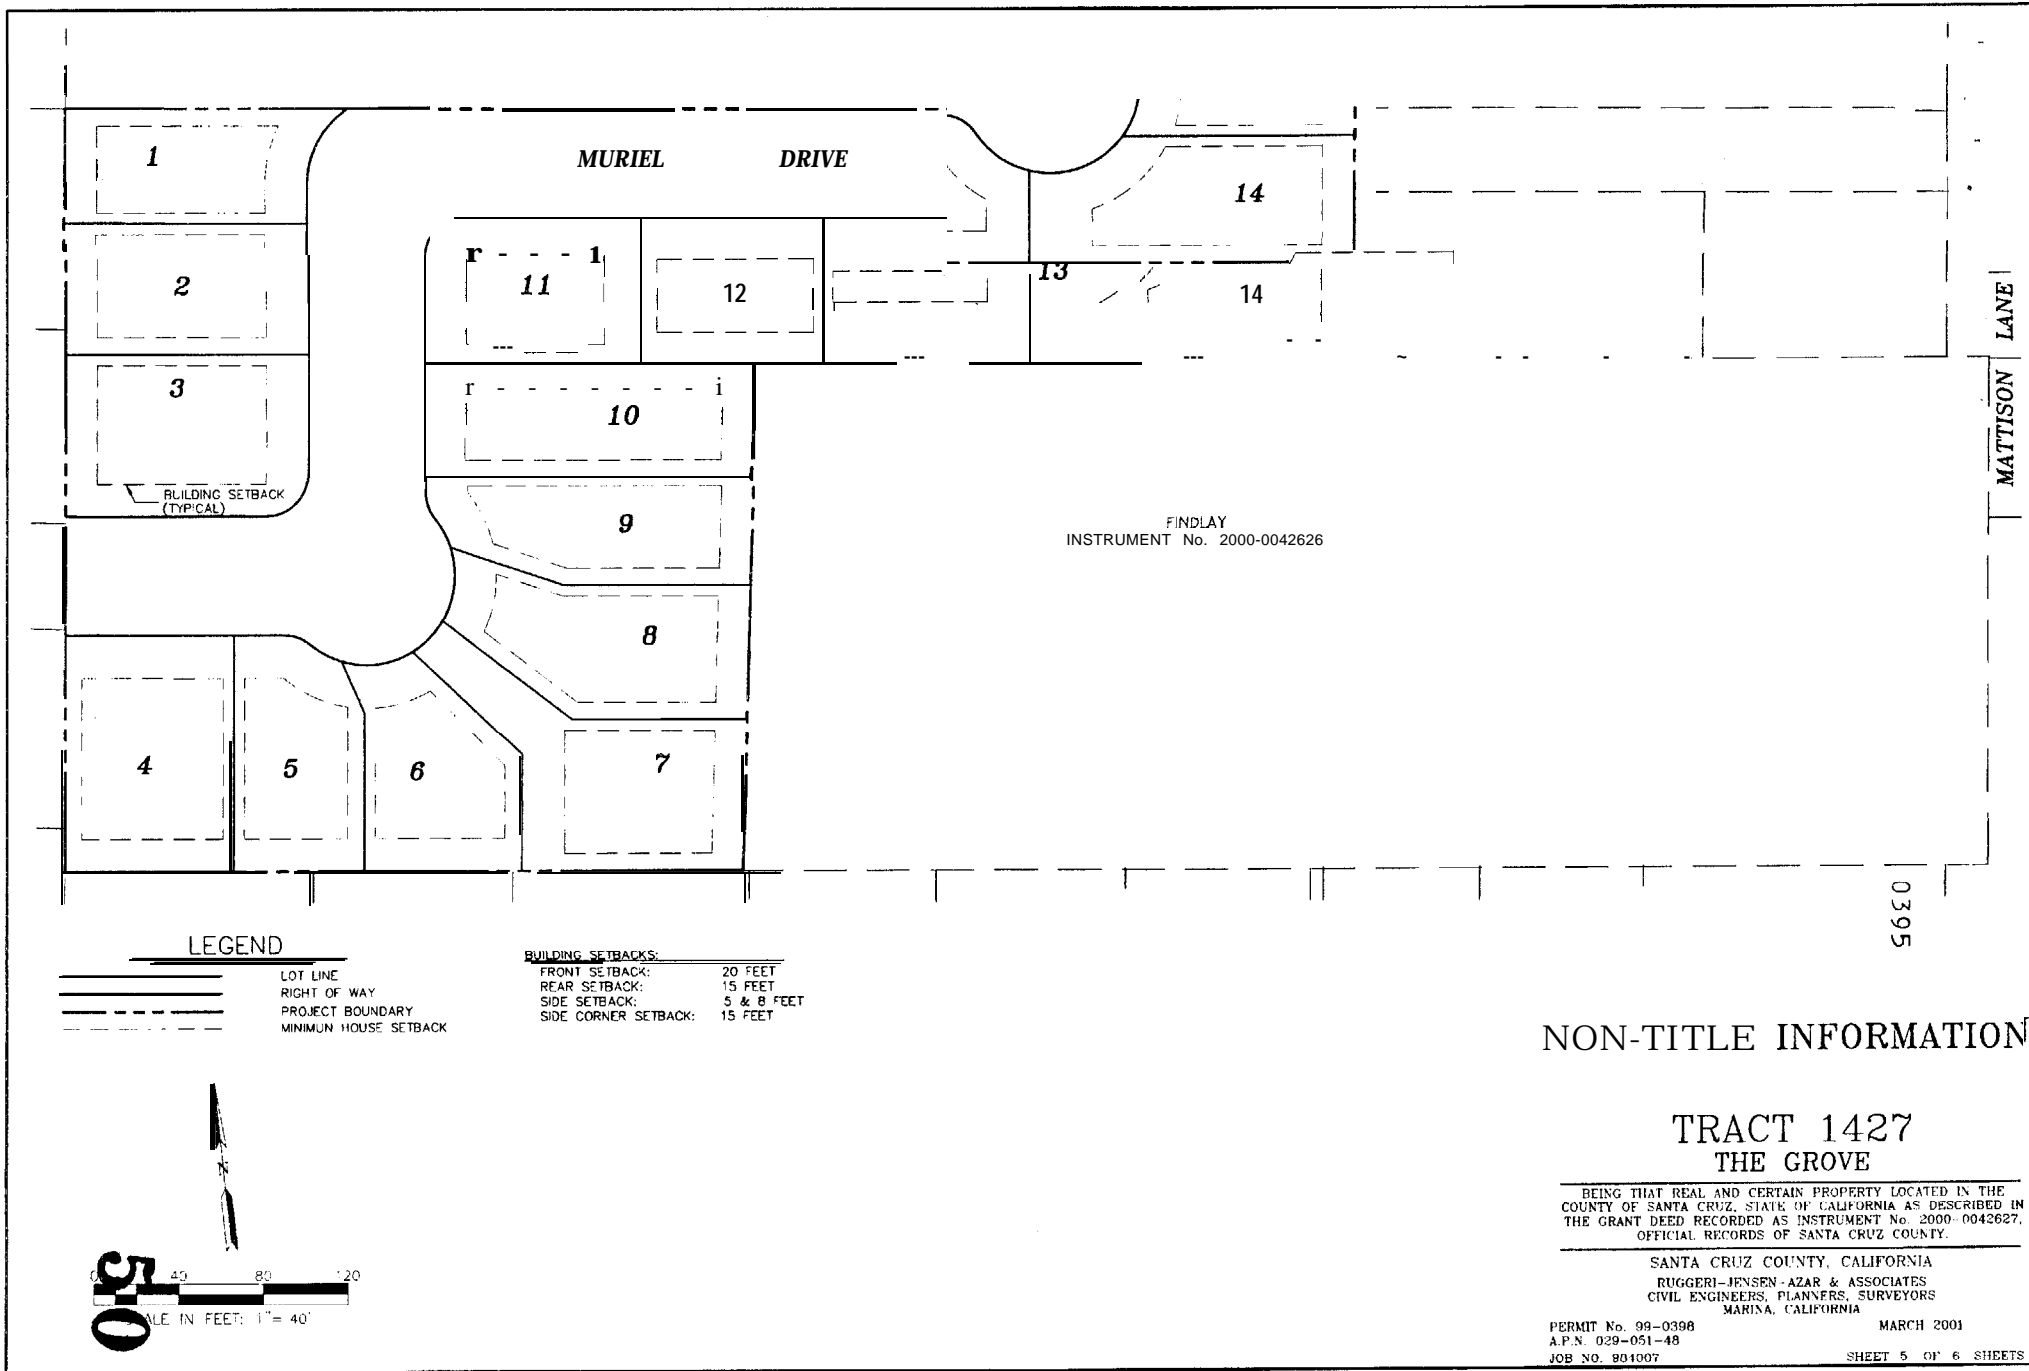 1
MURIEL DRIVE
14
2
11
12
13
14
MATTISON LANE
3
10
BUILDING SETBACK
(TYPICAL)
9
FINDLAY
INSTRUMENT No. 2000-0042626
8
4
5
6
7
0395
LEGEND
LOT LINE
RIGHT OF WAY
PROJECT BOUNDARY
MINIMUN HOUSE SETBACK
BUILDING SETBACKS:
FRONT SETBACK: 20 FEET
REAR SETBACK: 15 FEET
SIDE SETBACK: 5 & 8 FEET
SIDE CORNER SETBACK: 15 FEET
NON-TITLE INFORMATION
TRACT 1427
THE GROVE
BEING THAT REAL AND CERTAIN PROPERTY LOCATED IN THE
COUNTY OF SANTA CRUZ, STATE OF CALIFORNIA AS DESCRIBED IN
THE GRANT DEED RECORDED AS INSTRUMENT No. 2000-0042627,
OFFICIAL RECORDS OF SANTA CRUZ COUNTY.
SANTA CRUZ COUNTY, CALIFORNIA
RUGGERI-JENSEN-AZAR & ASSOCIATES
CIVIL ENGINEERS, PLANNERS, SURVEYORS
MARINA, CALIFORNIA
PERMIT No. 99-0398 MARCH 2001
A.P.N. 029-051-48
JOB NO. 981007 SHEET 5 OF 6 SHEETS
N
0 40 80 120
IN FEET: 1"= 40'
50